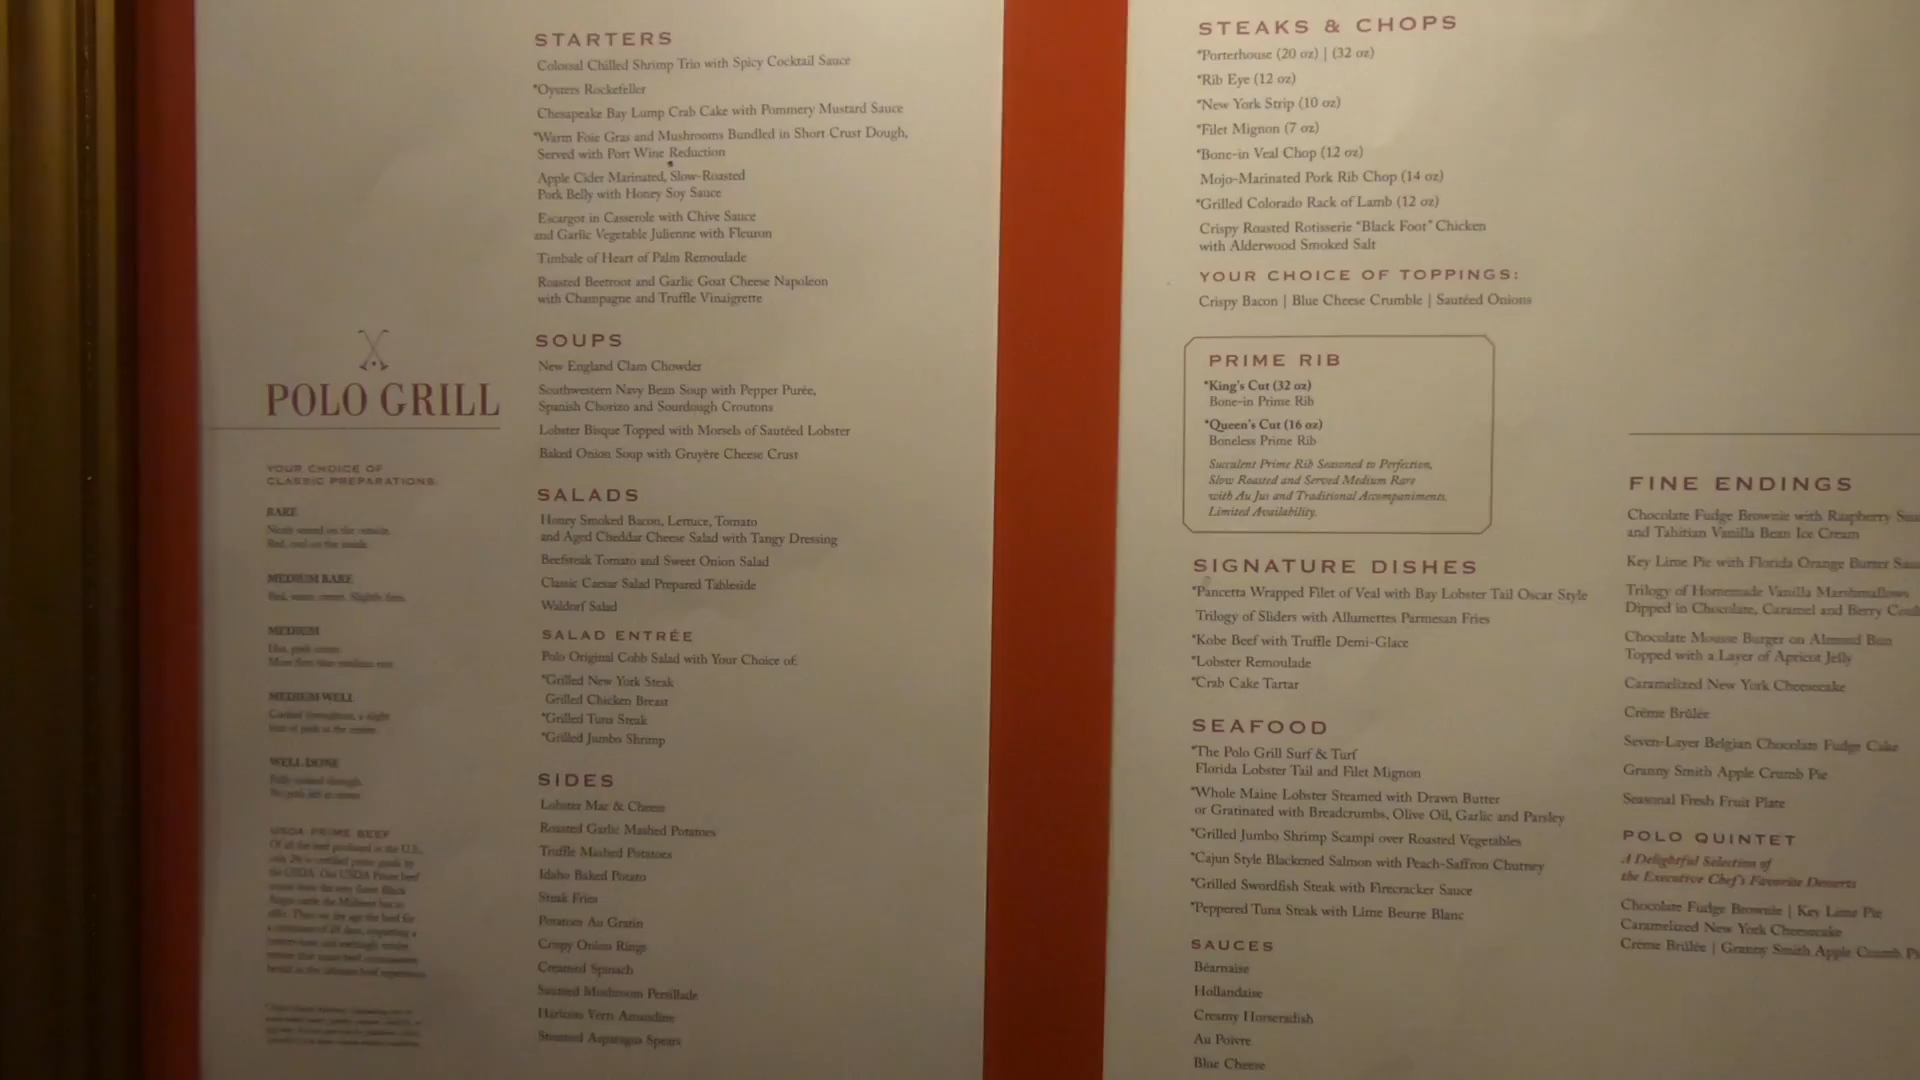 POLO GRILL
YOUR CHOICE OF
CLASSIC PREPARATIONS:
RARE
MEDIUM RARE
MEDIUM
MEDIUM WELL
WELL DONE
USDA PRIME BEEF
STARTERS
Colossal Chilled Shrimp Trio with Spicy Cocktail Sauce
*Oysters Rockefeller
Chesapeake Bay Lump Crab Cake with Pommery Mustard Sauce
*Warm Foie Gras and Mushrooms Bundled in Short Crust Dough,
Served with Port Wine Reduction
Apple Cider Marinated, Slow-Roasted
Pork Belly with Honey Soy Sauce
Escargot in Casserole with Chive Sauce
and Garlic Vegetable Julienne with Fleuron
Timbale of Heart of Palm Remoulade
Roasted Beetroot and Garlic Goat Cheese Napoleon
with Champagne and Truffle Vinaigrette
SOUPS
New England Clam Chowder
Southwestern Navy Bean Soup with Pepper Purée,
Spanish Chorizo and Sourdough Croutons
Lobster Bisque Topped with Morsels of Sautéed Lobster
Baked Onion Soup with Gruyère Cheese Crust
SALADS
Honey Smoked Bacon, Lettuce, Tomato
and Aged Cheddar Cheese Salad with Tangy Dressing
Beefsteak Tomato and Sweet Onion Salad
Classic Caesar Salad Prepared Tableside
Waldorf Salad
SALAD ENTRÉE
Polo Original Cobb Salad with Your Choice of:
*Grilled New York Steak
Grilled Chicken Breast
*Grilled Tuna Steak
*Grilled Jumbo Shrimp
SIDES
Lobster Mac & Cheese
Roasted Garlic Mashed Potatoes
Truffle Mashed Potatoes
Idaho Baked Potato
Steak Fries
Potatoes Au Gratin
Crispy Onion Rings
Creamed Spinach
Sautéed Mushroom Persillade
Haricots Verts Amandine
Steamed Asparagus Spears
STEAKS & CHOPS
*Porterhouse (20 oz) | (32 oz)
*Rib Eye (12 oz)
*New York Strip (10 oz)
*Filet Mignon (7 oz)
*Bone-in Veal Chop (12 oz)
Mojo-Marinated Pork Rib Chop (14 oz)
*Grilled Colorado Rack of Lamb (12 oz)
Crispy Roasted Rotisserie "Black Foot" Chicken
with Alderwood Smoked Salt
YOUR CHOICE OF TOPPINGS:
Crispy Bacon | Blue Cheese Crumble | Sautéed Onions
PRIME RIB
*King's Cut (32 oz)
Bone-in Prime Rib
*Queen's Cut (16 oz)
Boneless Prime Rib
Succulent Prime Rib Seasoned to Perfection,
Slow Roasted and Served Medium Rare
with Au Jus and Traditional Accompaniments.
Limited Availability.
SIGNATURE DISHES
*Pancetta Wrapped Filet of Veal with Bay Lobster Tail Oscar Style
Trilogy of Sliders with Allumettes Parmesan Fries
*Kobe Beef with Truffle Demi-Glace
*Lobster Remoulade
*Crab Cake Tartar
SEAFOOD
*The Polo Grill Surf & Turf
Florida Lobster Tail and Filet Mignon
*Whole Maine Lobster Steamed with Drawn Butter
or Gratinated with Breadcrumbs, Olive Oil, Garlic and Parsley
*Grilled Jumbo Shrimp Scampi over Roasted Vegetables
*Cajun Style Blackened Salmon with Peach-Saffron Chutney
*Grilled Swordfish Steak with Firecracker Sauce
*Peppered Tuna Steak with Lime Beurre Blanc
SAUCES
Béarnaise
Hollandaise
Creamy Horseradish
Au Poivre
Blue Cheese
FINE ENDINGS
Chocolate Fudge Brownie with Raspberry
and Tahitian Vanilla Bean Ice Cream
Key Lime Pie with Florida Orange Butter
Trilogy of Homemade Vanilla Marshmallows
Dipped in Chocolate, Caramel and Berry
Chocolate Mousse Burger on Almond Bun
Topped with a Layer of Apricot Jelly
Caramelized New York Cheesecake
Crème Brûlée
Seven-Layer Belgian Chocolate Fudge Cake
Granny Smith Apple Crumb Pie
Seasonal Fresh Fruit Plate
POLO QUINTET
A Delightful Selection of
the Executive Chef's Favorite Desserts
Chocolate Fudge Brownie | Key Lime Pie
Caramelized New York Cheesecake
Crème Brûlée | Granny Smith Apple Crumb